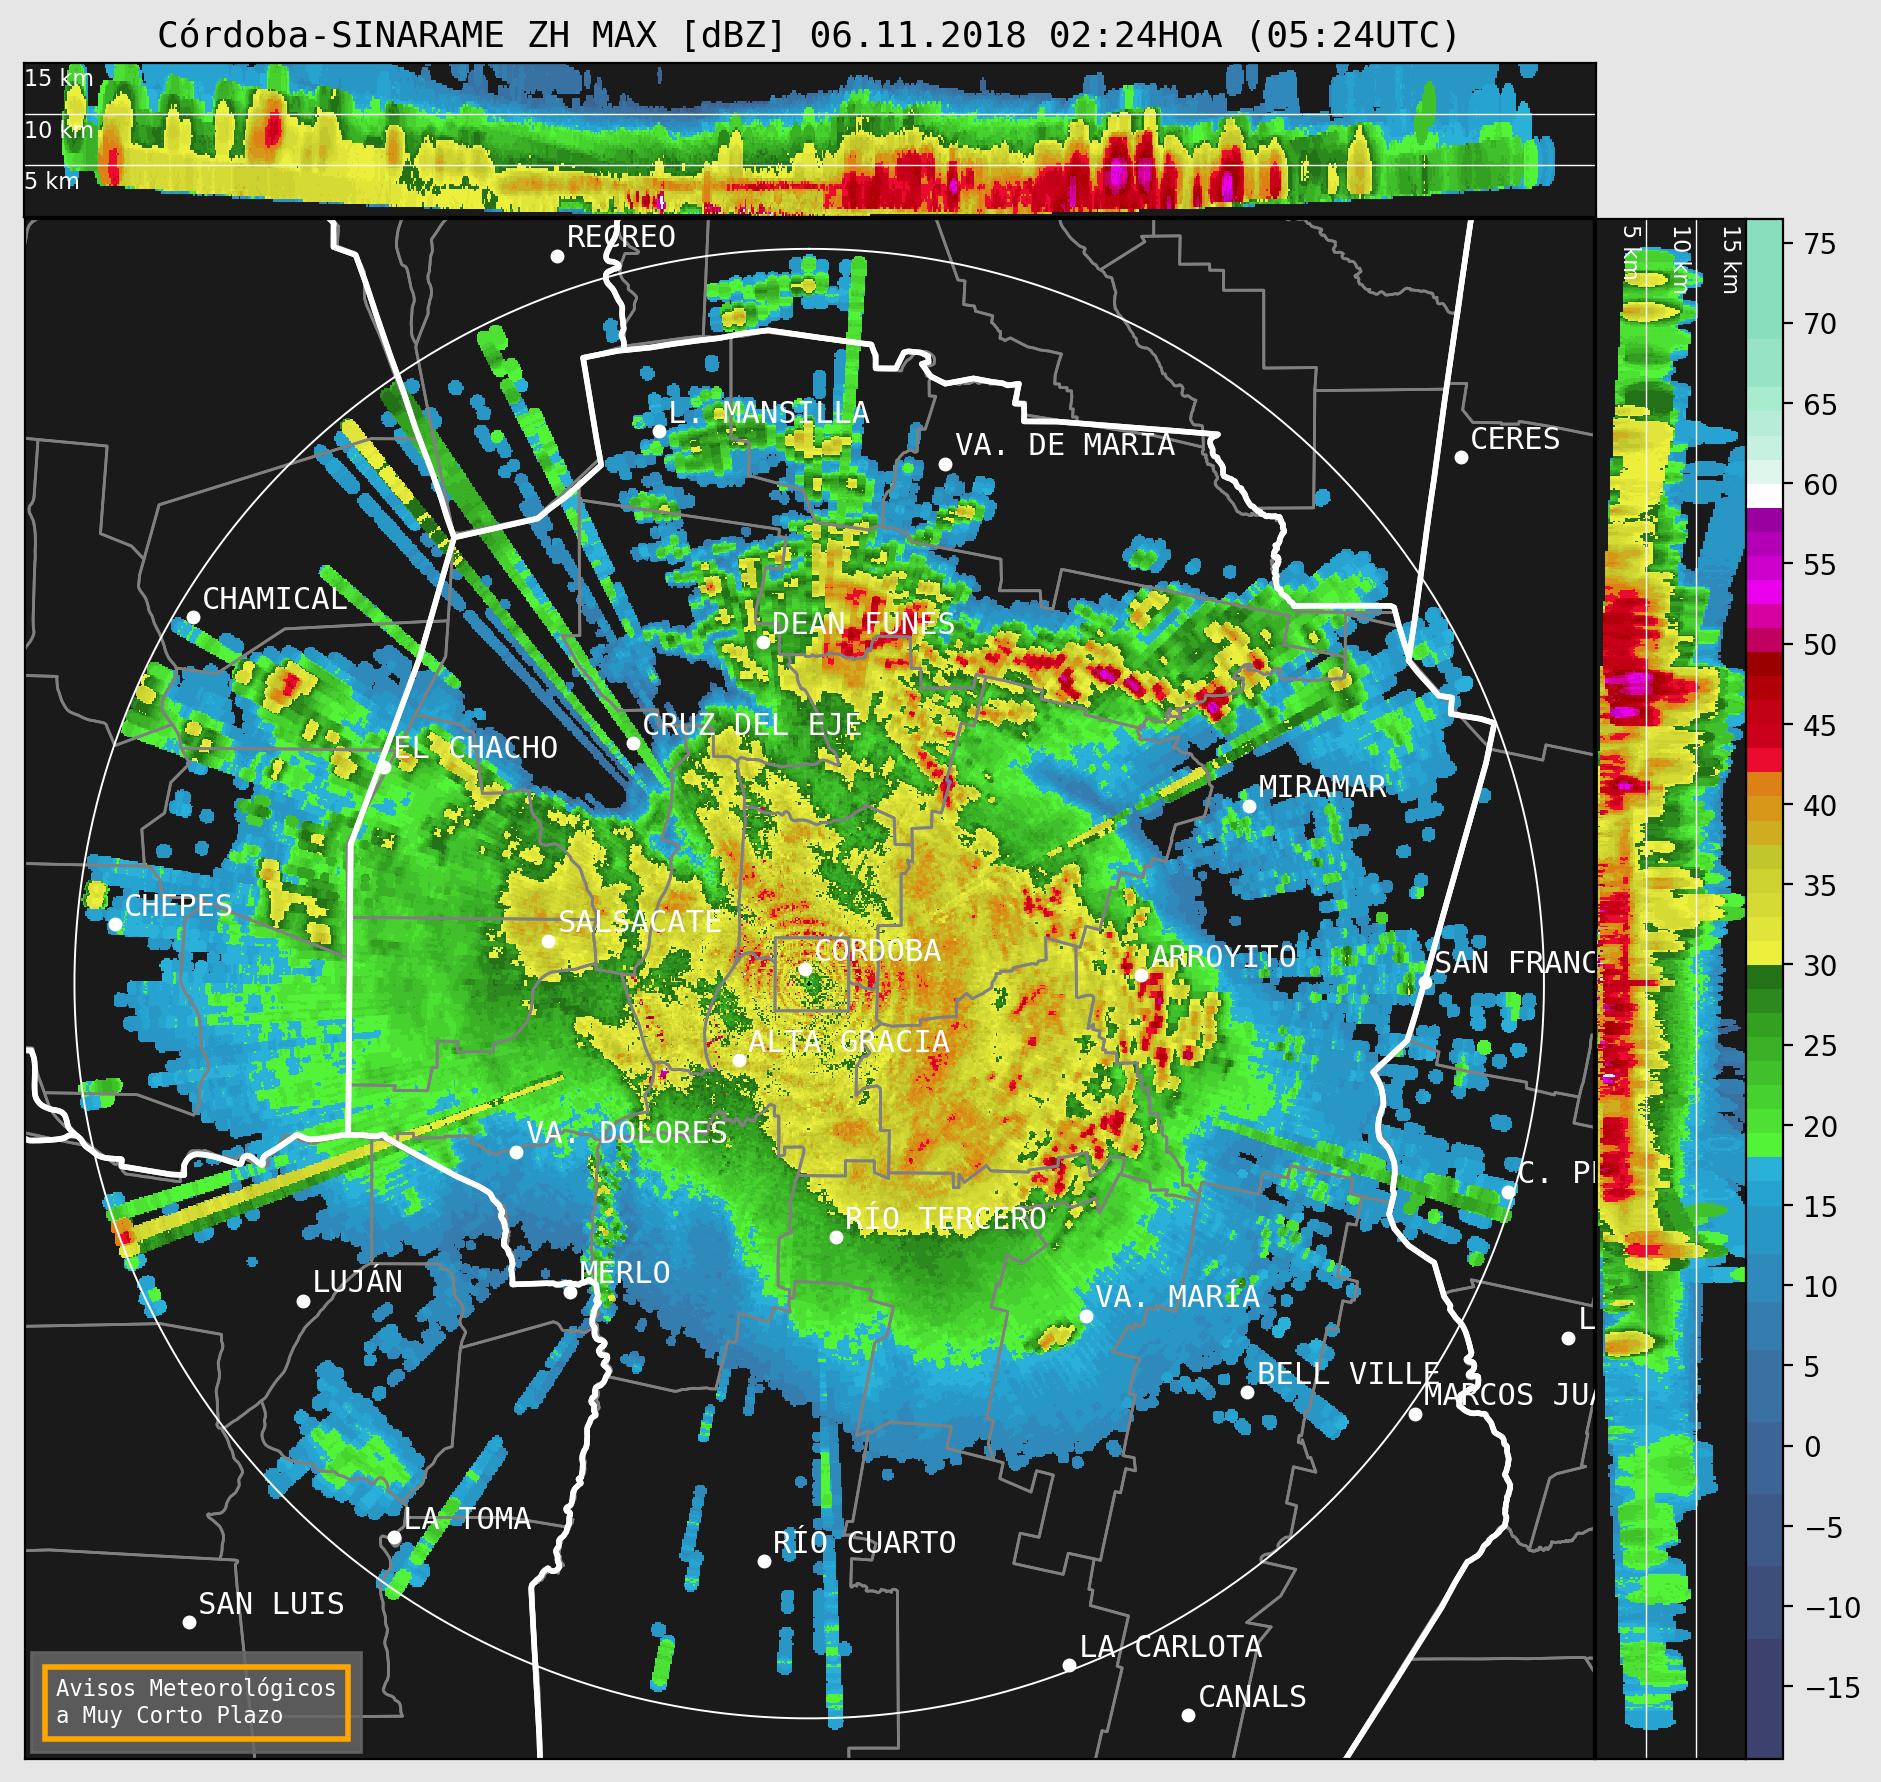 Córdoba-SINARAME ZH MAX [dBZ] 06.11.2018 02:24HOA (05:24UTC)
15 km
10 km
5 km
5 km
10 km
15 km
RECREO
L. MANSILLA
VA. DE MARIA
CERES
CHAMICAL
DEAN FUNES
CRUZ DEL EJE
EL CHACHO
MIRAMAR
CHEPES
SALSACATE
CÓRDOBA
ARROYITO
SAN FRANC
ALTA GRACIA
VA. DOLORES
C. P
RÍO TERCERO
LUJÁN
MERLO
VA. MARÍA
L
BELL VILLE
MARCOS JUA
LA TOMA
RÍO CUARTO
SAN LUIS
LA CARLOTA
CANALS
Avisos Meteorológicos
a Muy Corto Plazo
75
70
65
60
55
50
45
40
35
30
25
20
15
10
5
0
−5
−10
−15